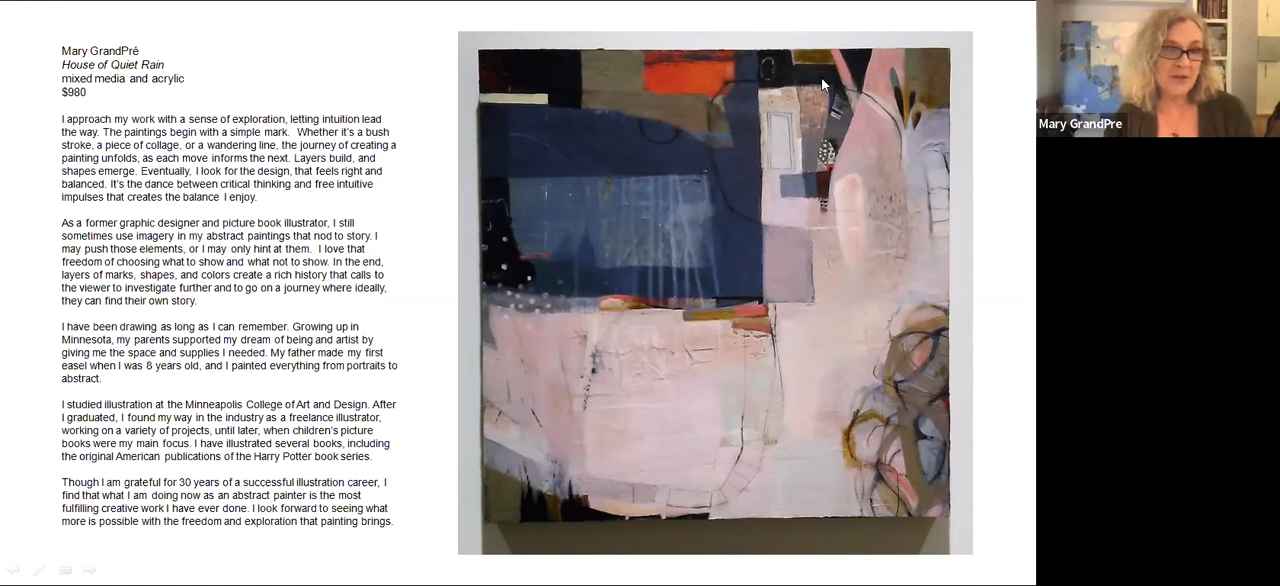 Mary GrandPré
House of Quiet Rain
mixed media and acrylic
$980
I approach my work with a sense of exploration, letting intuition lead
the way. The paintings begin with a simple mark.  Whether it's a bush
stroke, a piece of collage, or a wandering line, the journey of creating a
painting unfolds, as each move informs the next. Layers build, and
shapes emerge. Eventually, I look for the design, that feels right and
balanced. It's the dance between critical thinking and free intuitive
impulses that creates the balance I enjoy.
As a former graphic designer and picture book illustrator, I still
sometimes use imagery in my abstract paintings that nod to story. I
may push those elements, or I may only hint at them.  I love that
freedom of choosing what to show and what not to show. In the end,
layers of marks, shapes, and colors create a rich history that calls to
the viewer to investigate further and to go on a journey where ideally,
they can find their own story.
I have been drawing as long as I can remember. Growing up in
Minnesota, my parents supported my dream of being and artist by
giving me the space and supplies I needed. My father made my first
easel when I was 8 years old, and I painted everything from portraits to
abstract.
I studied illustration at the Minneapolis College of Art and Design. After
I graduated, I found my way in the industry as a freelance illustrator,
working on a variety of projects, until later, when children's picture
books were my main focus. I have illustrated several books, including
the original American publications of the Harry Potter book series.
Though I am grateful for 30 years of a successful illustration career, I
find that what I am doing now as an abstract painter is the most
fulfilling creative work I have ever done. I look forward to seeing what
more is possible with the freedom and exploration that painting brings.
Mary GrandPre